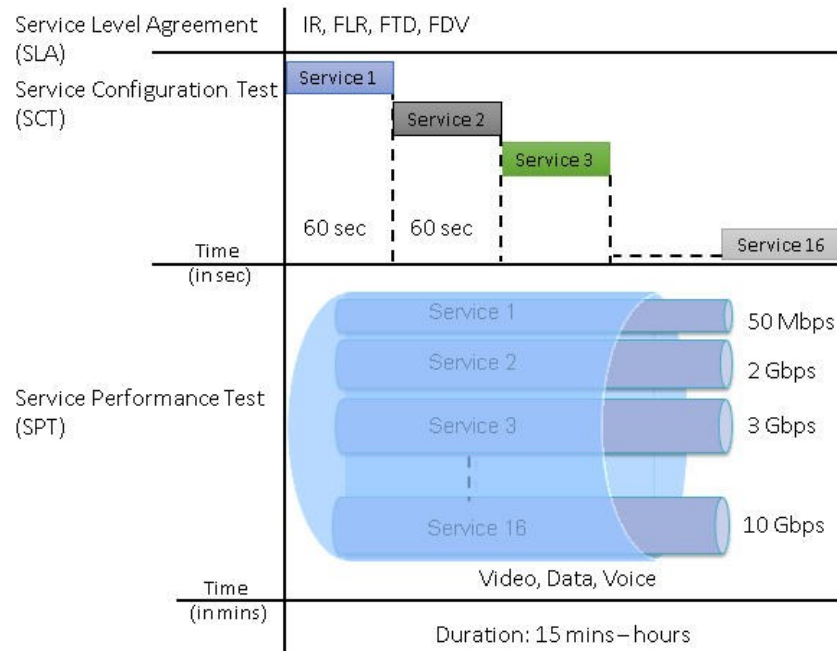 Service Level Agreement
(SLA)
IR, FLR, FTD, FDV
Service Configuration Test
(SCT)
Service 1
Service 2
Service 3
60 sec
60 sec
Service 16
Time
(in sec)
Service Performance Test
(SPT)
Service 1
50 Mbps
Service 2
2 Gbps
Service 3
3 Gbps
Service 16
10 Gbps
Video, Data, Voice
Time
(in mins)
Duration: 15 mins – hours